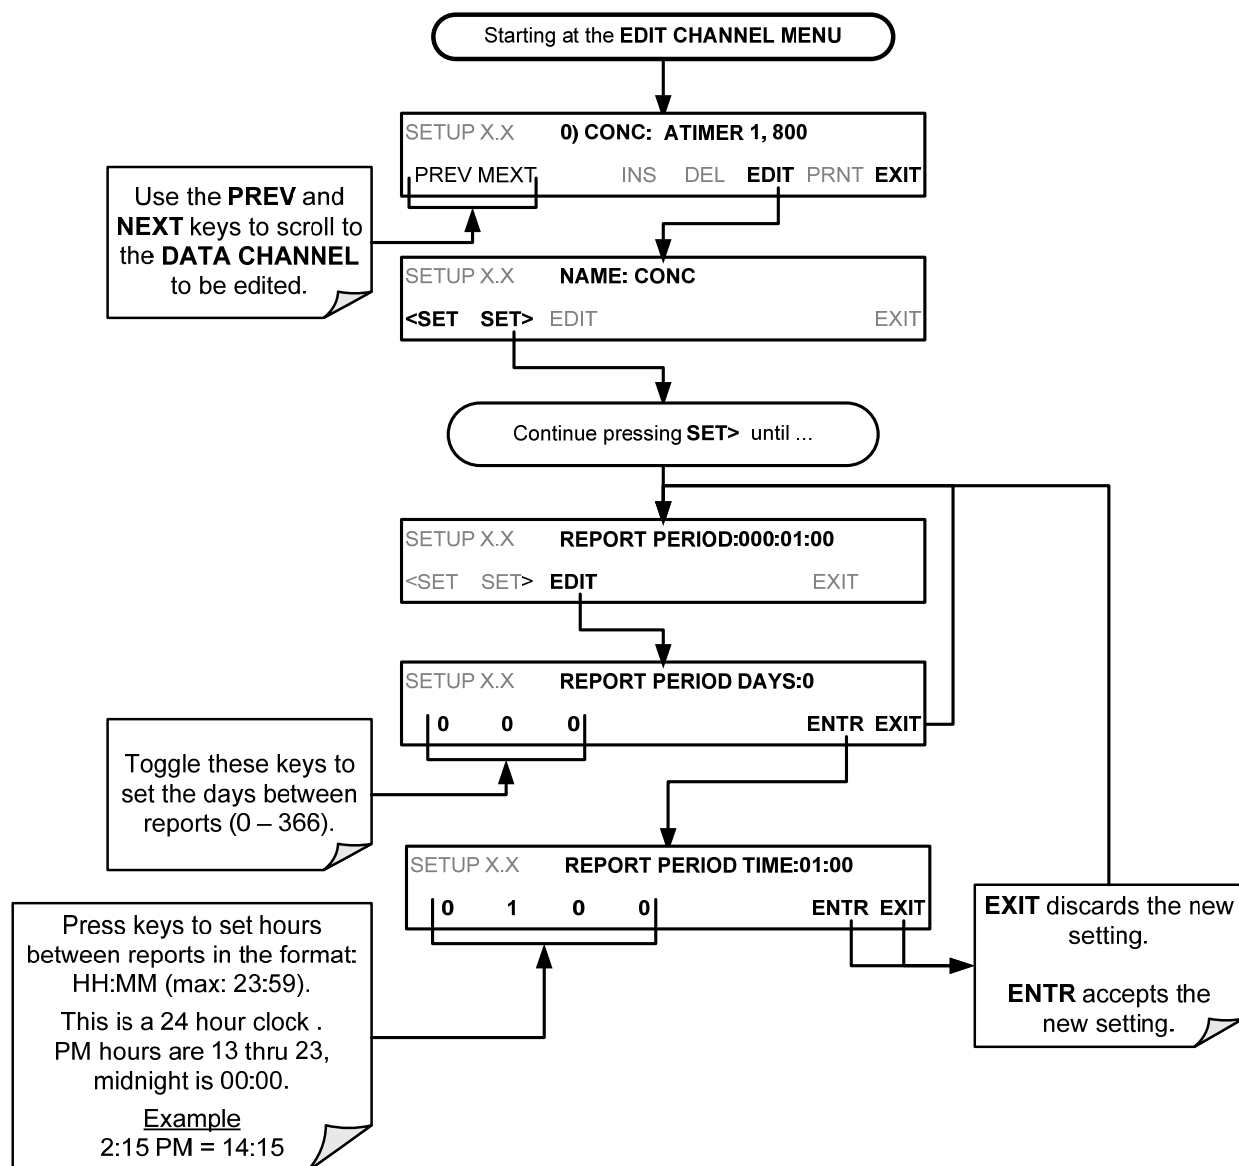 Starting at the EDIT CHANNEL MENU
SETUP X.X 0) CONC: ATIMER 1, 800
PREV MEXT INS DEL EDIT PRNT EXIT
Use the PREV and
NEXT keys to scroll to
the DATA CHANNEL
to be edited.
SETUP X.X NAME: CONC
<SET SET> EDIT EXIT
Continue pressing SET> until ...
SETUP X.X REPORT PERIOD:000:01:00
<SET SET> EDIT EXIT
SETUP X.X REPORT PERIOD DAYS:0
0 0 0 ENTR EXIT
Toggle these keys to
set the days between
reports (0 – 366).
SETUP X.X REPORT PERIOD TIME:01:00
0 1 0 0 ENTR EXIT
Press keys to set hours
between reports in the format:
HH:MM (max: 23:59).
This is a 24 hour clock .
PM hours are 13 thru 23,
midnight is 00:00.
Example
2:15 PM = 14:15
EXIT discards the new
setting.
ENTR accepts the
new setting.